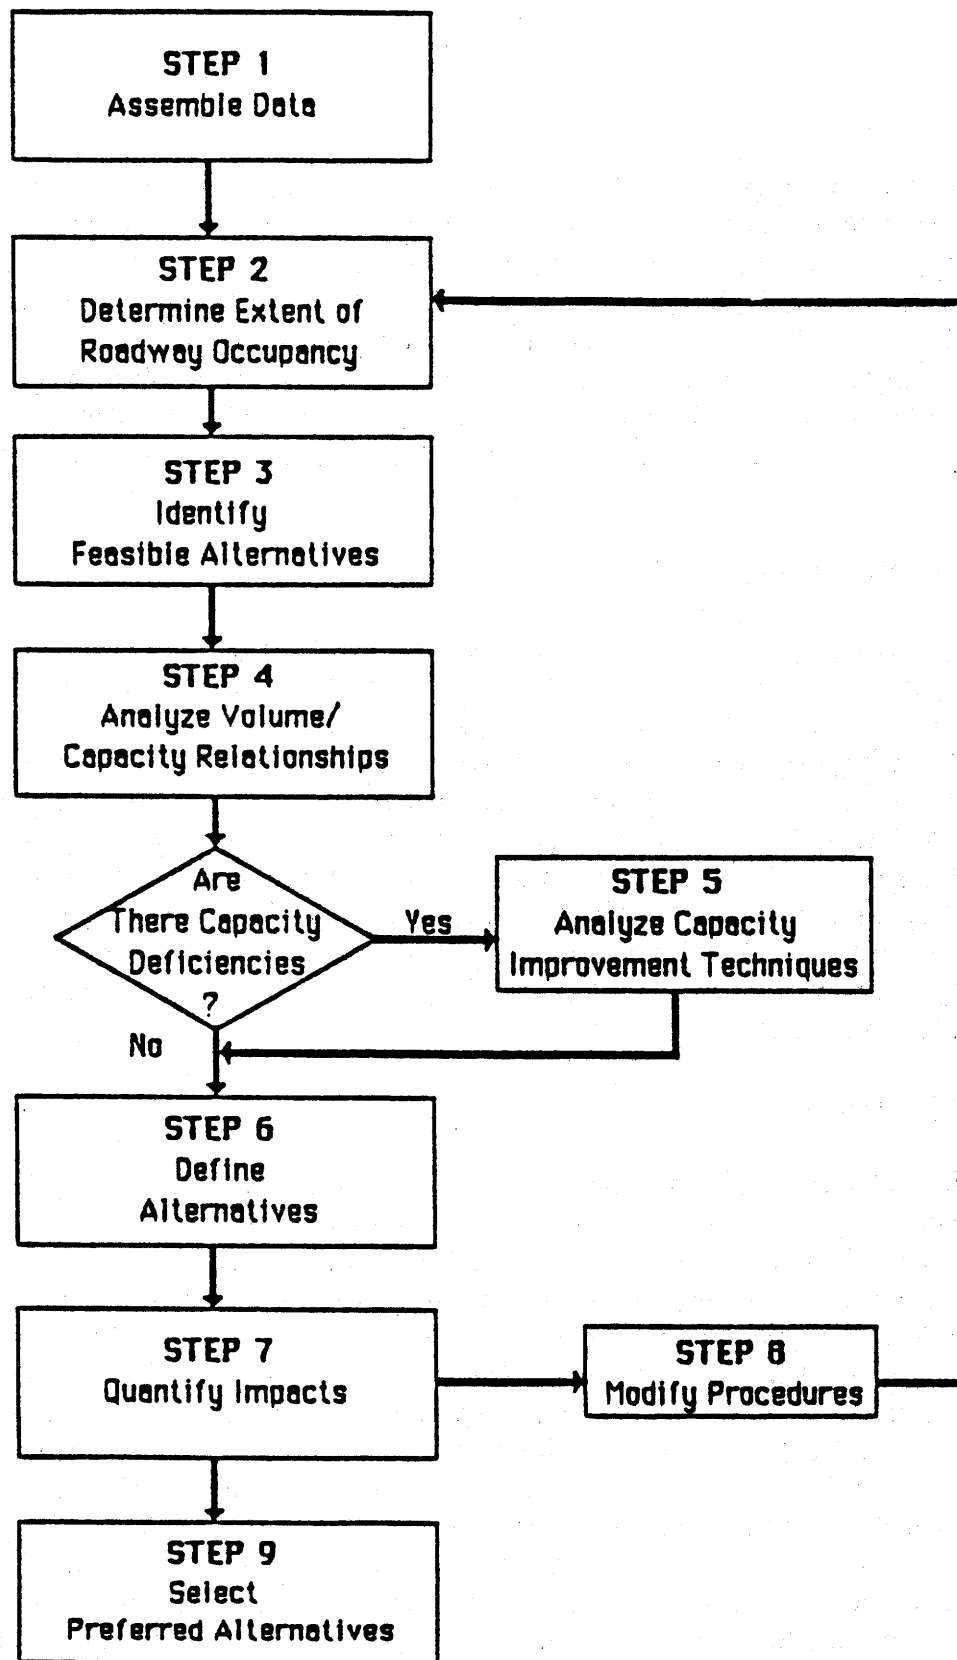 STEP 1
Assemble Data
STEP 2
Determine Extent of
Roadway Occupancy
STEP 3
Identify
Feasible Alternatives
STEP 4
Analyze Volume/
Capacity Relationships
Are
There Capacity
Deficiencies
?
Yes
STEP 5
Analyze Capacity
Improvement Techniques
No
STEP 6
Define
Alternatives
STEP 7
Quantify Impacts
STEP 8
Modify Procedures
STEP 9
Select
Preferred Alternatives